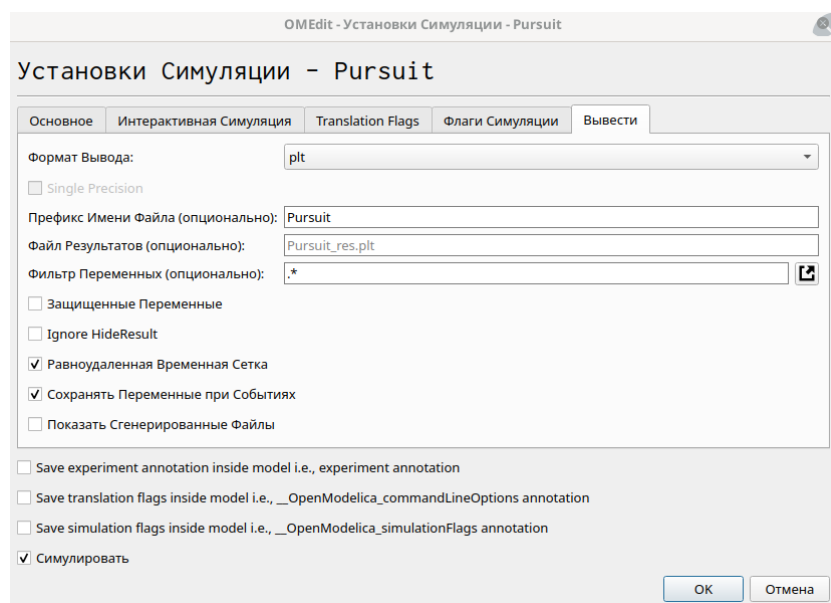 OMEdit - Установки Симуляции - Pursuit
Установки Симуляции - Pursuit
Основное Интерактивная Симуляция Translation Flags Флаги Симуляции Вывести
Формат Вывода: plt
Single Precision
Префикс Имени Файла (опционально): Pursuit
Файл Результатов (опционально): Pursuit_res.plt
Фильтр Переменных (опционально): .*
Защищенные Переменные
Ignore HideResult
Равноудаленная Временная Сетка
Сохранять Переменные при Событиях
Показать Сгенерированные Файлы
Save experiment annotation inside model i.e., experiment annotation
Save translation flags inside model i.e., __OpenModelica_commandLineOptions annotation
Save simulation flags inside model i.e., __OpenModelica_simulationFlags annotation
Симулировать
OK Отмена